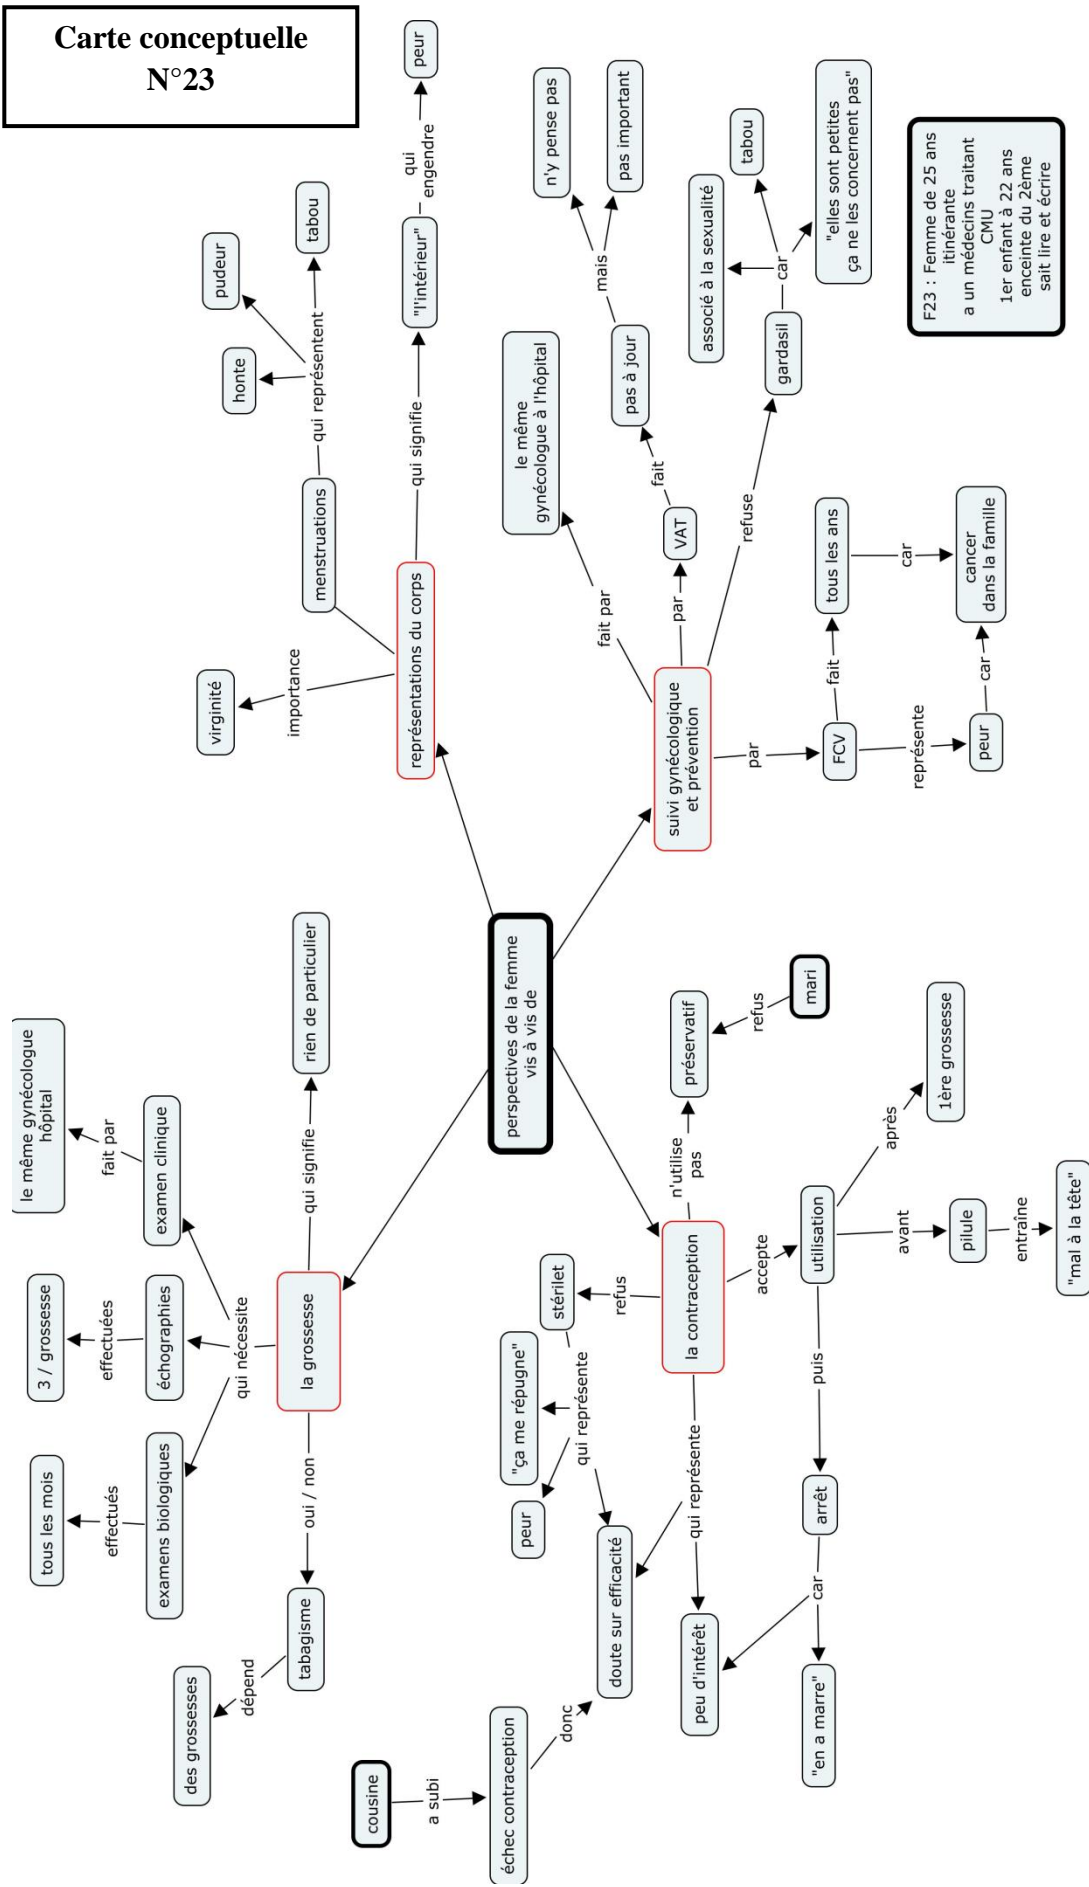 Carte conceptuelle
N°23
le même gynécologue
hôpital
fait par
examen clinique
3 / grossesse
effectuées
échographies
tous les mois
effectués
examens biologiques
qui nécessite
la grossesse
qui signifie
rien de particulier
oui / non
tabagisme
dépend
des grossesses
virginité
importance
menstruations
qui représentent
honte
pudeur
tabou
représentations du corps
qui signifie
"l'intérieur"
qui
engendre
peur
perspectives de la femme
vis à vis de
cousine
a subi
échec contraception
donc
doute sur efficacité
peur
"ça me répugne"
qui représente
stérilet
refus
la contraception
n'utilise
pas
préservatif
refus
mari
qui représente
peu d'intérêt
accepte
utilisation
après
1ère grossesse
avant
pilule
entraîne
"mal à la tête"
puis
arrêt
car
"en a marre"
suivi gynécologique
et prévention
fait par
le même
gynécologue à l'hôpital
par
VAT
fait
pas à jour
mais
n'y pense pas
pas important
refuse
gardasil
car
associé à la sexualité
tabou
"elles sont petites
ça ne les concernent pas"
par
FCV
fait
tous les ans
car
cancer
dans la famille
représente
peur
car
F23 : Femme de 25 ans
itinérante
a un médecins traitant
CMU
1er enfant à 22 ans
enceinte du 2ème
sait lire et écrire